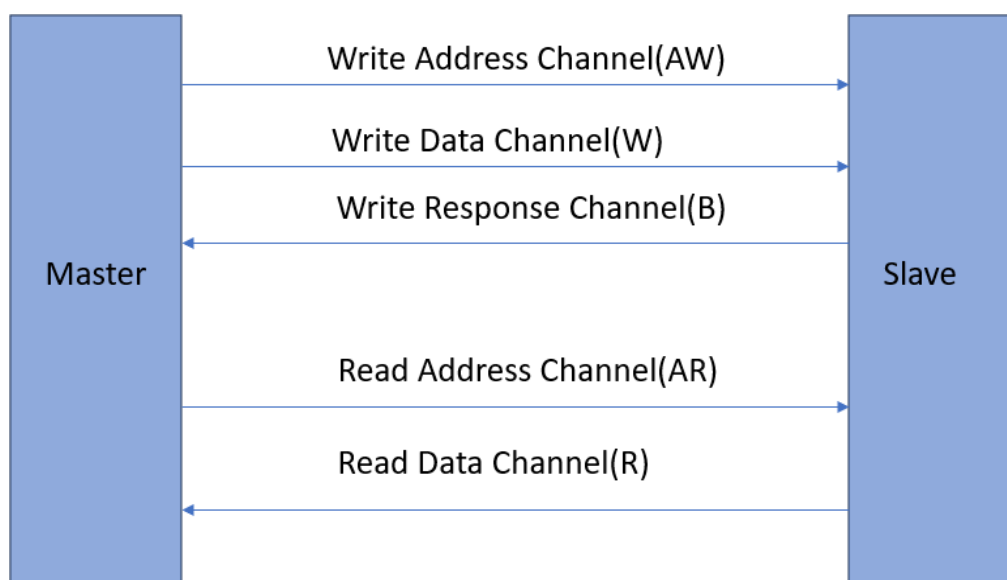 Write Address Channel(AW)
Write Data Channel(W)
Write Response Channel(B)
Master
Slave
Read Address Channel(AR)
Read Data Channel(R)